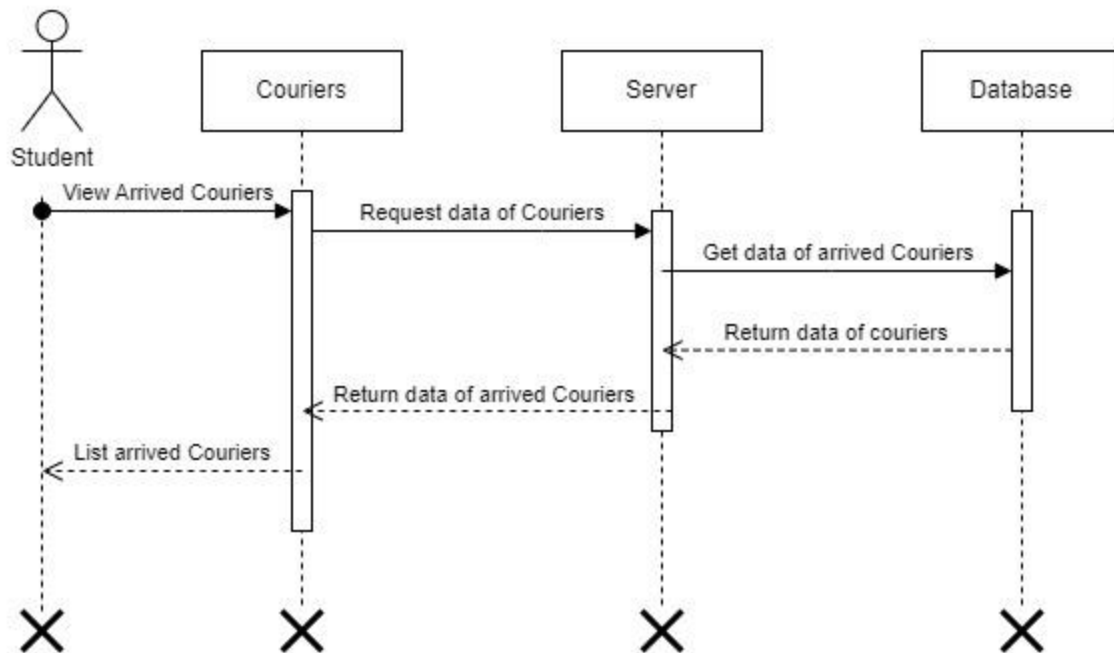 Couriers
Server
Database
Student
View Arrived Couriers
Request data of Couriers
Get data of arrived Couriers
Return data of couriers
Return data of arrived Couriers
List arrived Couriers